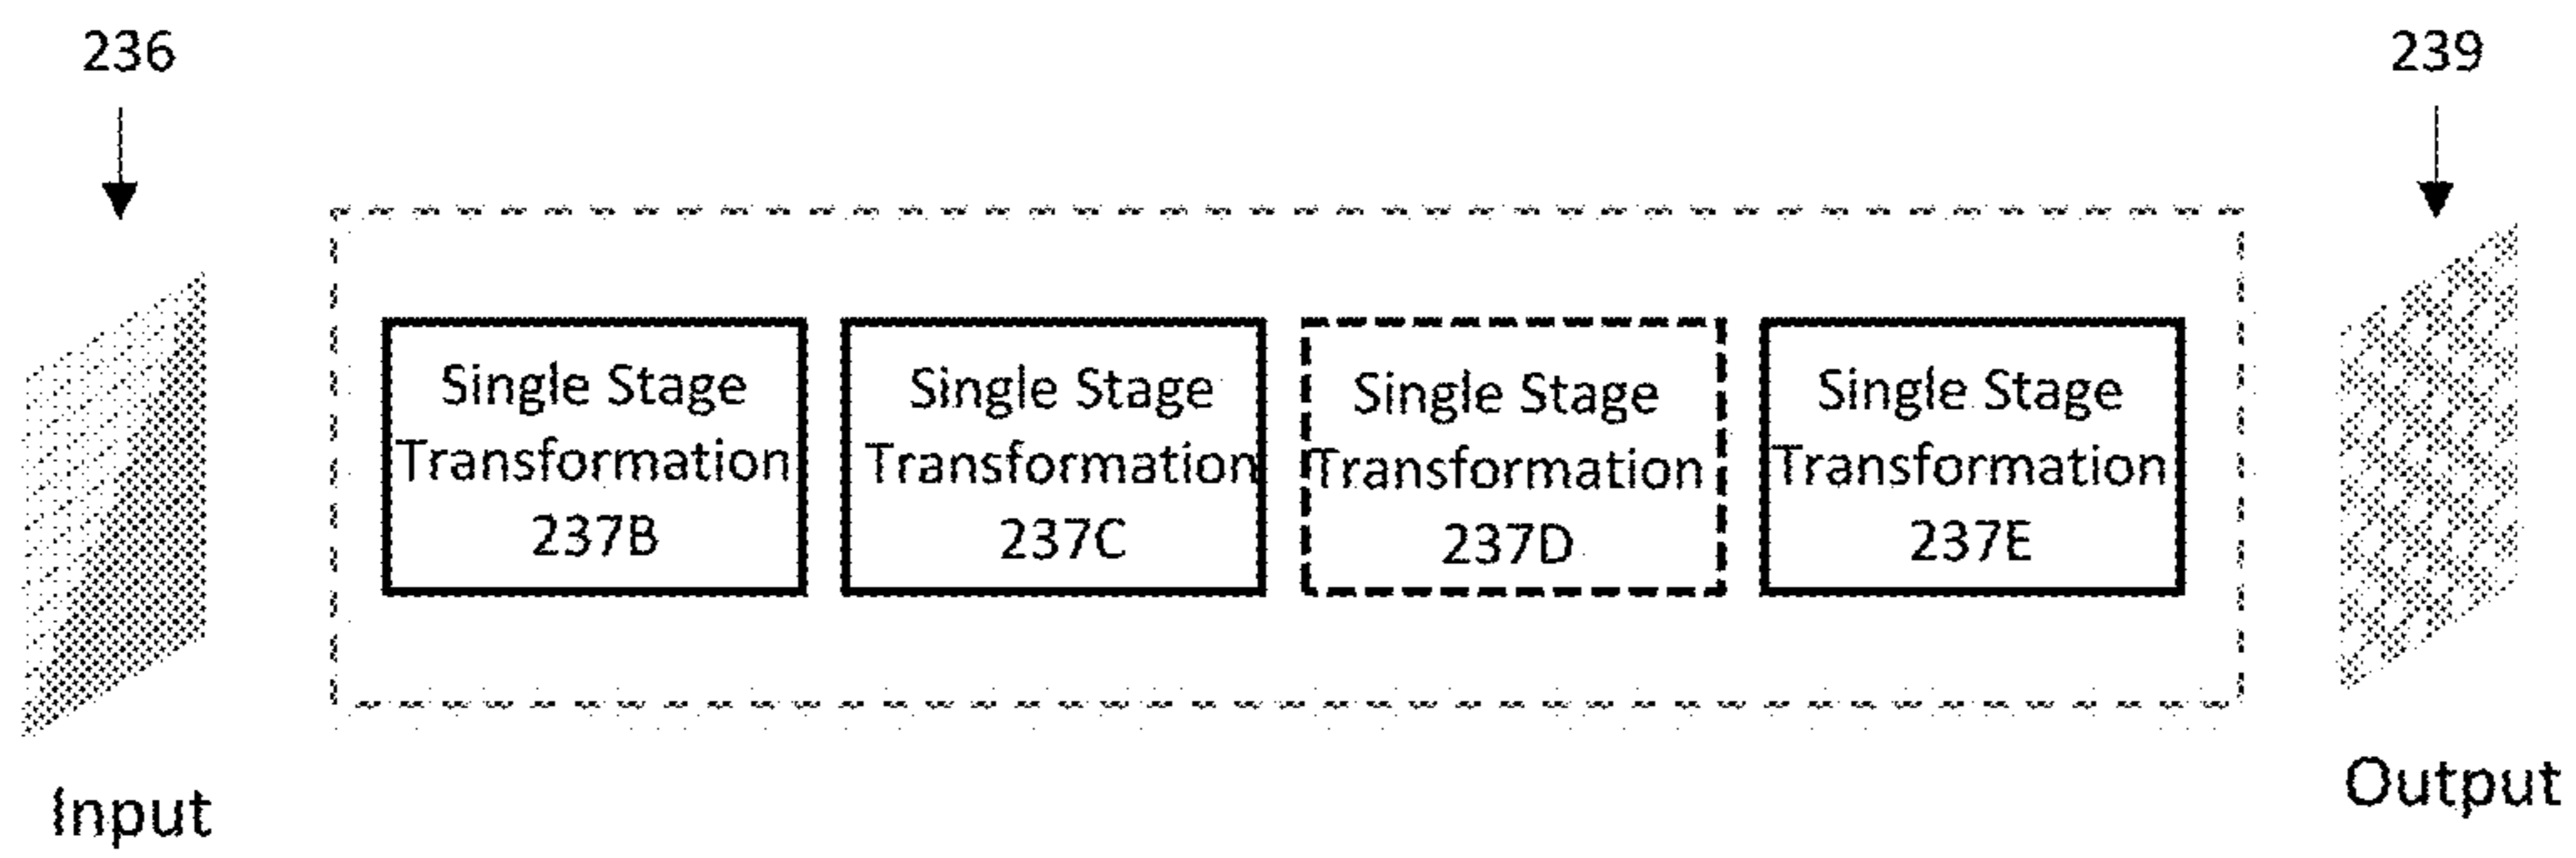 236
239
Single Stage
Transformation
237B
Single Stage
Transformation
237C
Single Stage
Transformation
237D
Single Stage
Transformation
237E
Input
Output